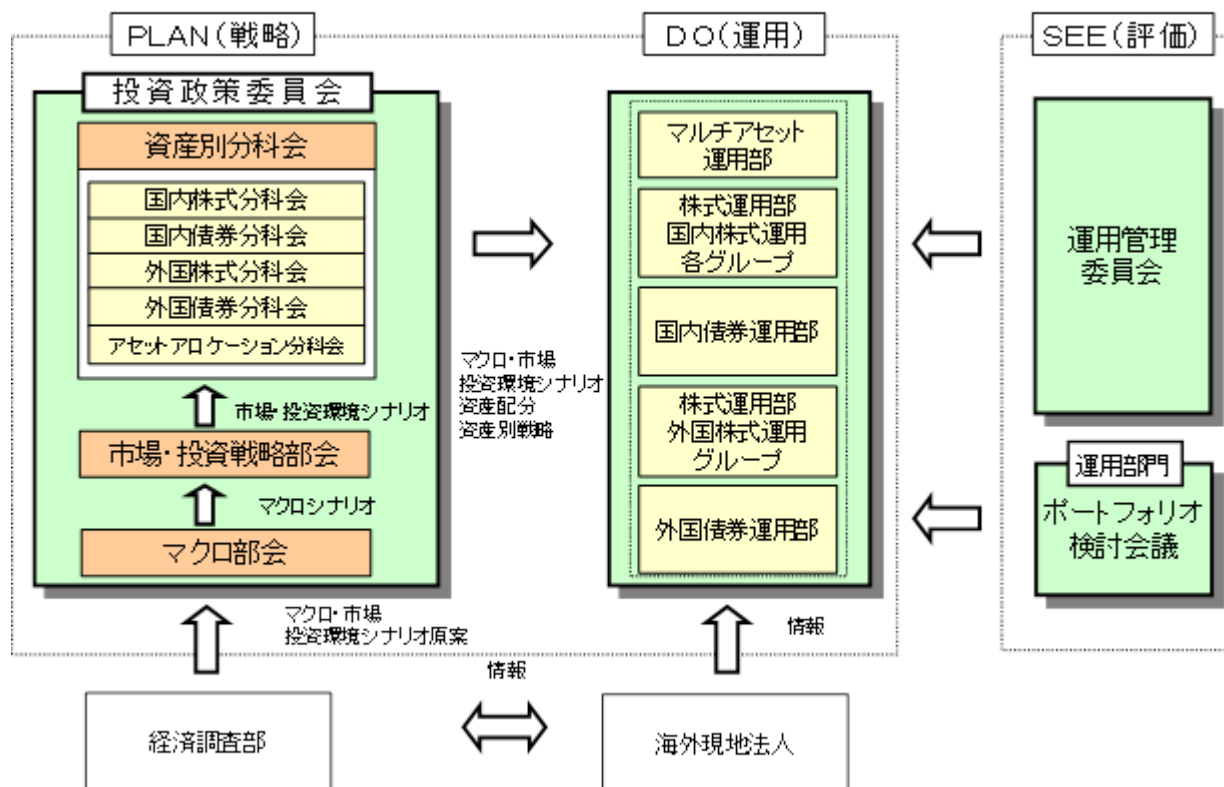 PLAN(戦略)
投資政策委員会
資産別分科会
国内株式分科会
国内債券分科会
外国株式分科会
外国債券分科会
アセットアロケーション分科会
市場・投資環境シナリオ
市場・投資戦略部会
マクロシナリオ
マクロ部会
マクロ・市場
投資環境シナリオ
資産配分
資産別戦略
DO(運用)
マルチアセット
運用部
株式運用部
国内株式運用
各グループ
国内債券運用部
株式運用部
外国株式運用
グループ
外国債券運用部
SEE(評価)
運用管理
委員会
運用部門
ポートフォリオ
検討会議
マクロ・市場
投資環境シナリオ原案
情報
情報
経済調査部
海外現地法人